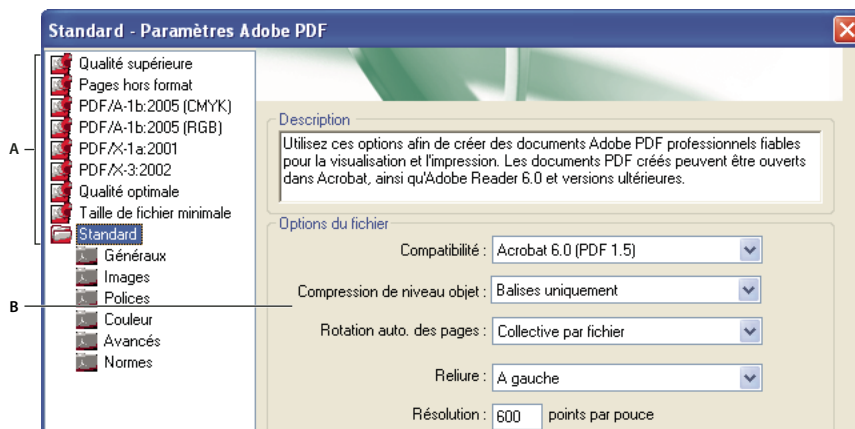 Standard - Paramètres Adobe PDF
A
Qualité supérieure
Pages hors format
PDF/A-1b:2005 (CMYK)
PDF/A-1b:2005 (RGB)
PDF/X-1a:2001
PDF/X-3:2002
Qualité optimale
Taille de fichier minimale
Standard
Généraux
Images
Polices
Couleur
Avancés
Normes
B
Description
Utilisez ces options afin de créer des documents Adobe PDF professionnels fiables
pour la visualisation et l'impression. Les documents PDF créés peuvent être ouverts
dans Acrobat, ainsi qu'Adobe Reader 6.0 et versions ultérieures.
Options du fichier
Compatibilité : Acrobat 6.0 (PDF 1.5)
Compression de niveau objet : Balises uniquement
Rotation auto. des pages : Collective par fichier
Reliure : A gauche
Résolution : 600 points par pouce